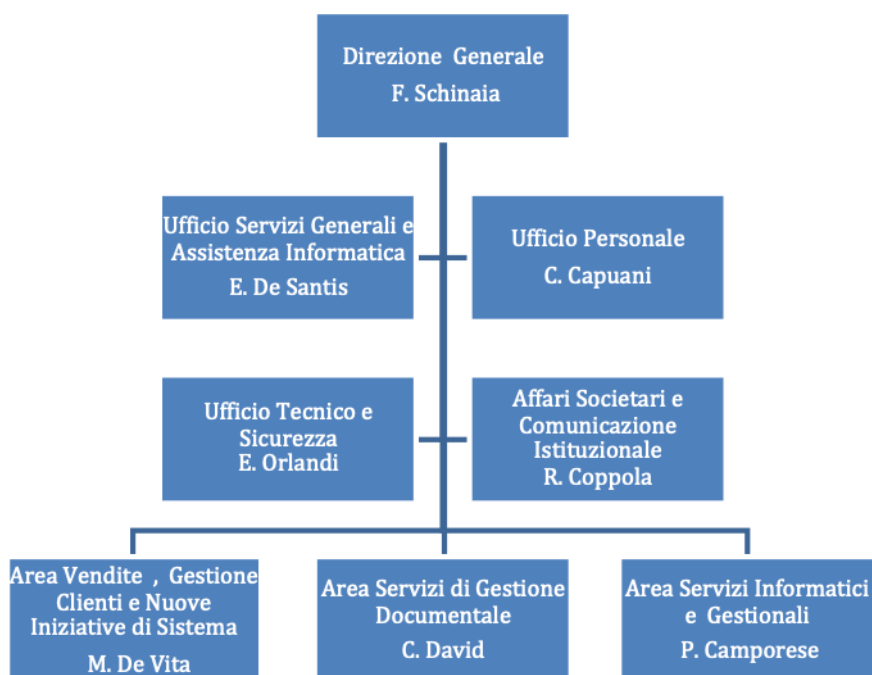 Direzione Generale
F. Schinaia
Ufficio Servizi Generali e
Assistenza Informatica
E. De Santis
Ufficio Personale
C. Capuani
Ufficio Tecnico e
Sicurezza
E. Orlandi
Affari Societari e
Comunicazione
Istituzionale
R. Coppola
Area Vendite , Gestione
Clienti e Nuove
Iniziative di Sistema
M. De Vita
Area Servizi di Gestione
Documentale
C. David
Area Servizi Informatici
e Gestionali
P. Camporese